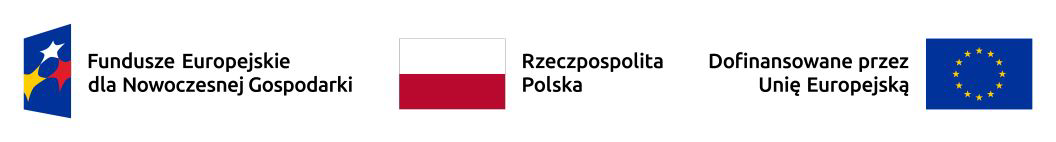 Fundusze Europejskie
dla Nowoczesnej Gospodarki
Rzeczpospolita
Polska
Dofinansowane przez
Unię Europejską